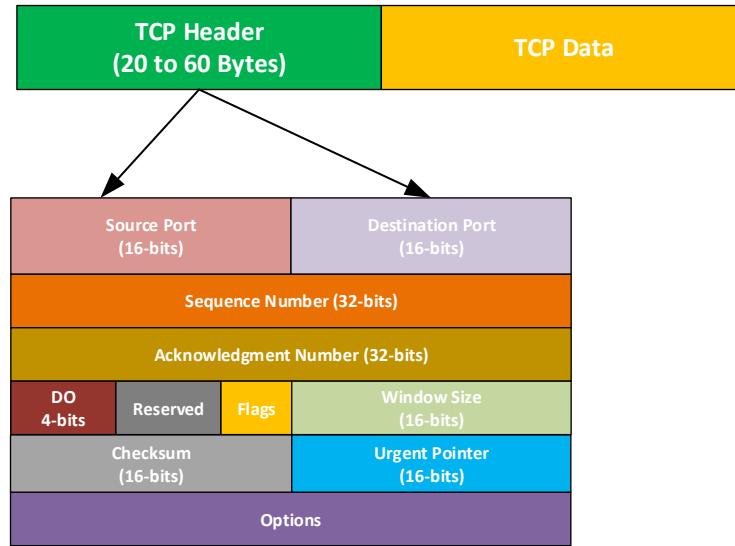 TCP Header
(20 to 60 Bytes)
TCP Data
Source Port
(16-bits)
Destination Port
(16-bits)
Sequence Number (32-bits)
Acknowledgment Number (32-bits)
DO
4-bits
Reserved
Flags
Window Size
(16-bits)
Checksum
(16-bits)
Urgent Pointer
(16-bits)
Options